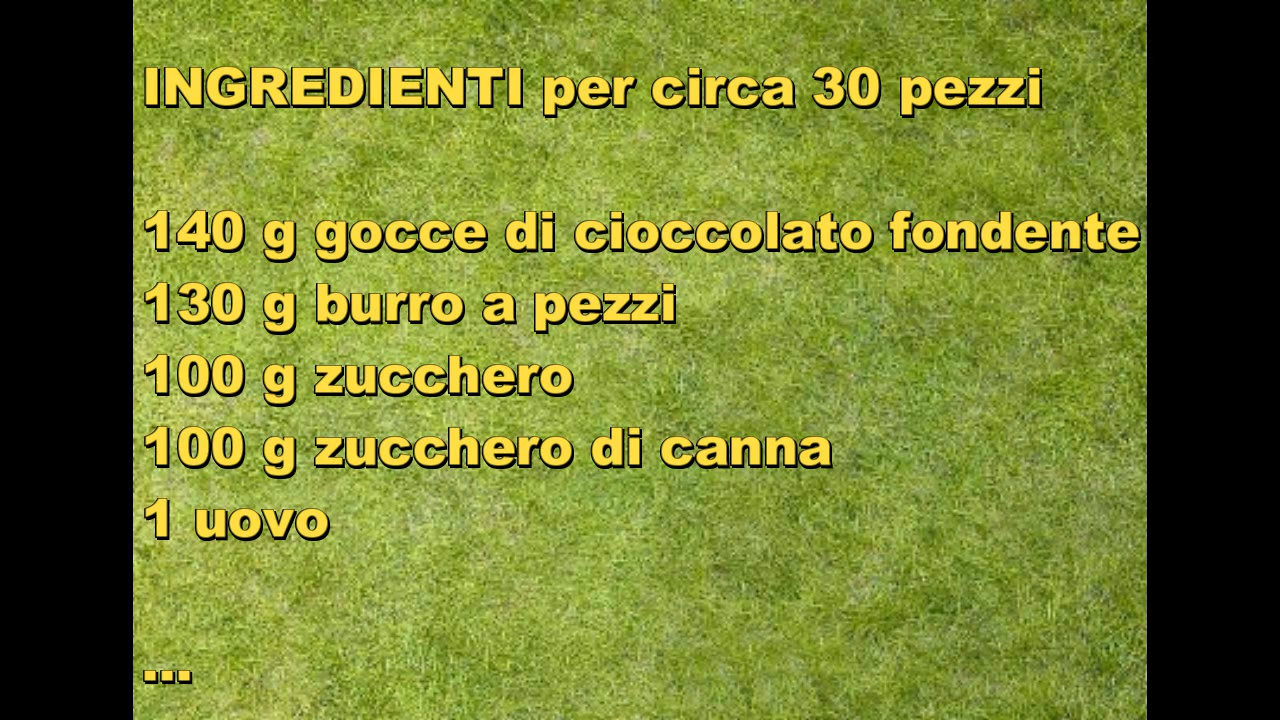 INGREDIENTI per circa 30 pezzi
140 g gocce di cioccolato fondente
130 g burro a pezzi
100 g zucchero
100 g zucchero di canna
1 uovo
...